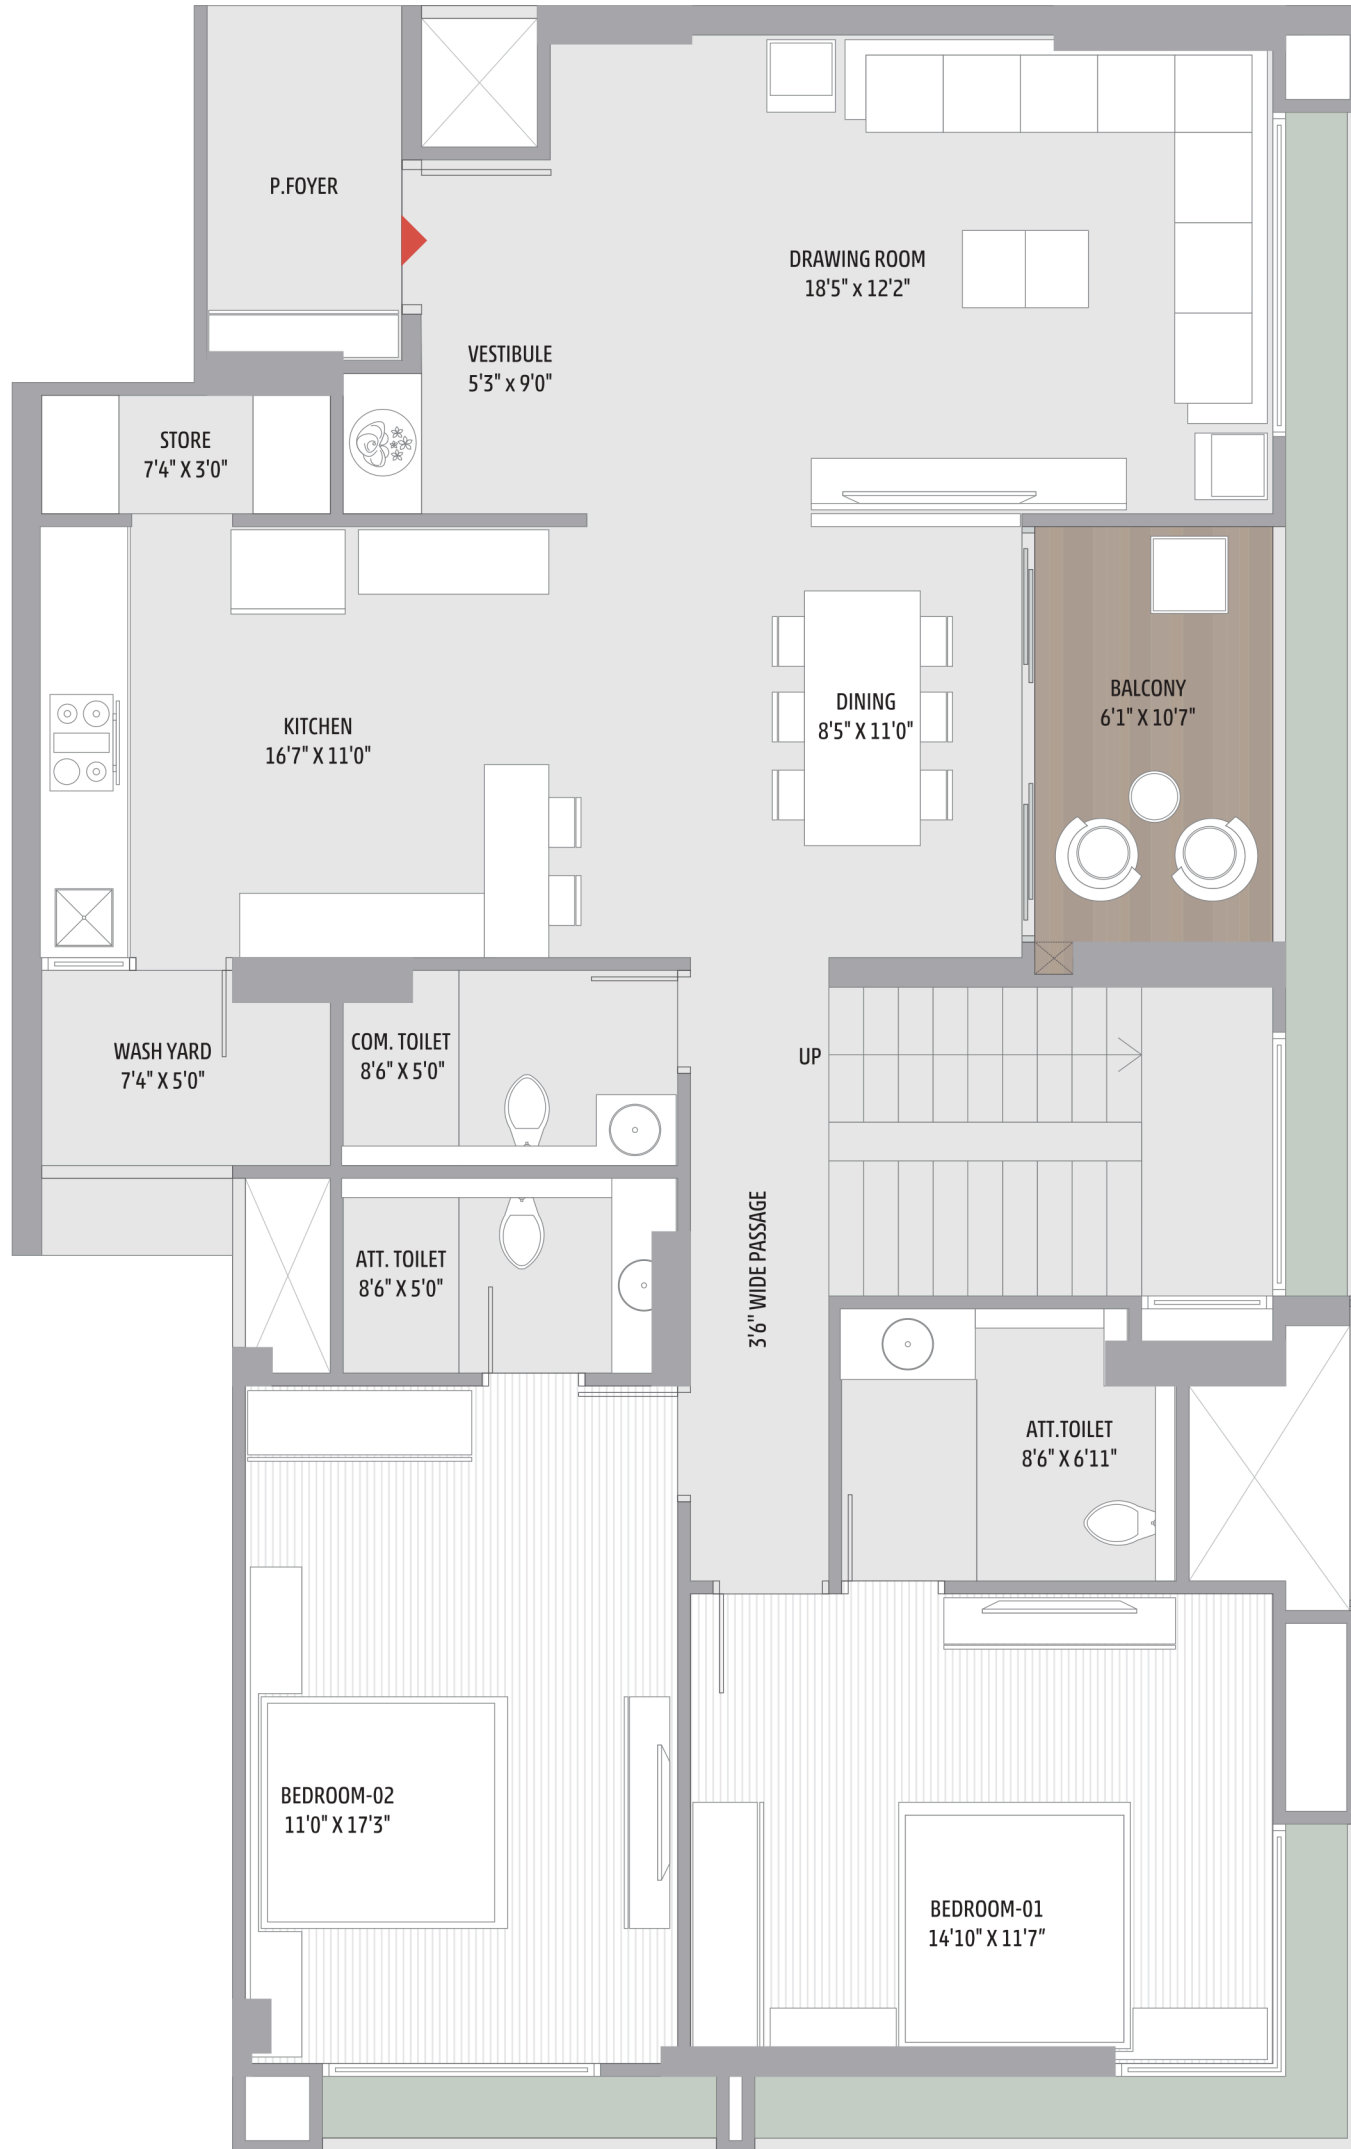 P.FOYER
DRAWING ROOM
18'5" x 12'2"
VESTIBULE
5'3" x 9'0"
STORE
7'4" X 3'0"
KITCHEN
16'7" X 11'0"
DINING
8'5" X 11'0"
BALCONY
6'1" X 10'7"
WASH YARD
7'4" X 5'0"
COM. TOILET
8'6" X 5'0"
UP
ATT. TOILET
8'6" X 5'0"
3'6" WIDE PASSAGE
ATT.TOILET
8'6" X 6'11"
BEDROOM-02
11'0" X 17'3"
BEDROOM-01
14'10" X 11'7"